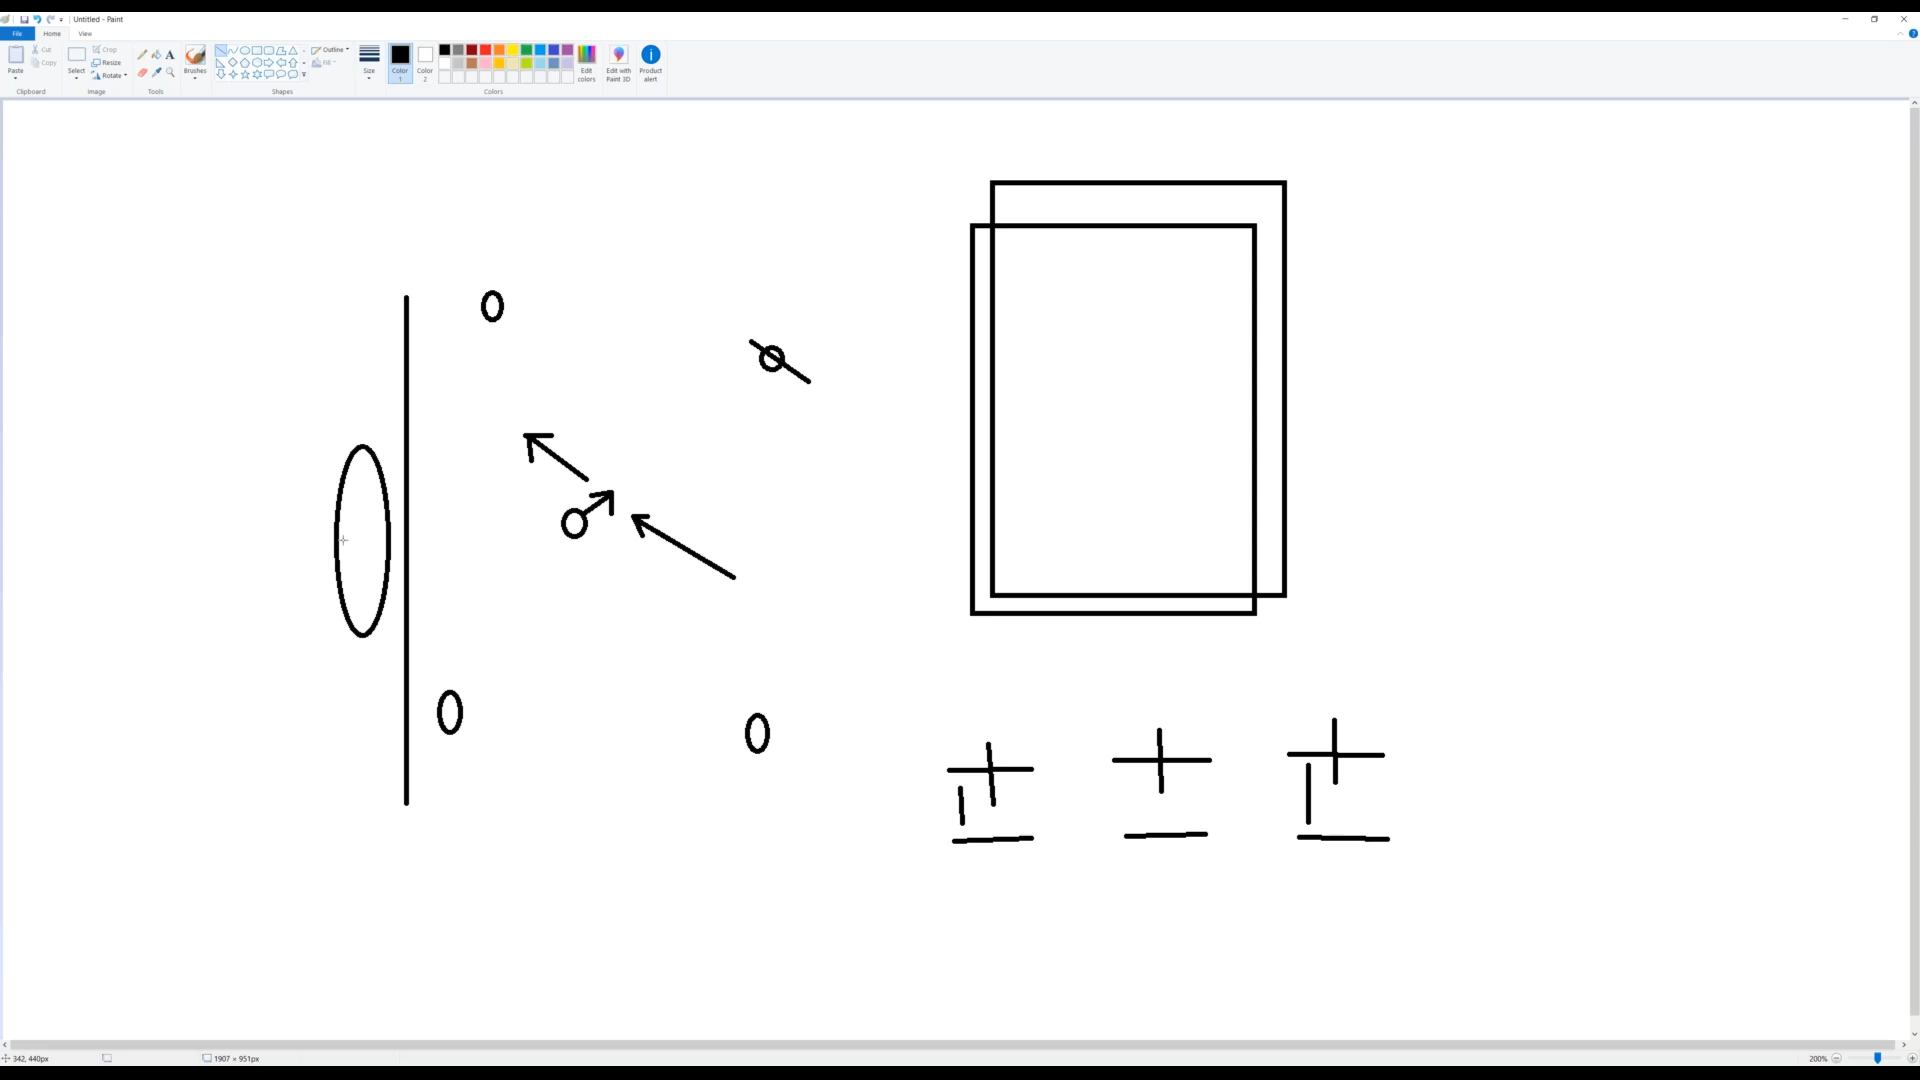 Untitled - Paint
File Home View
Paste Cut Copy Clipboard
Select Crop Resize Rotate Image
A Tools
Brushes
Outline Fill Shapes
Size
Color 1
Color 2
Edit colors
Colors
Edit with Paint 3D
Product alert
342, 440px
1907 × 951px
200%